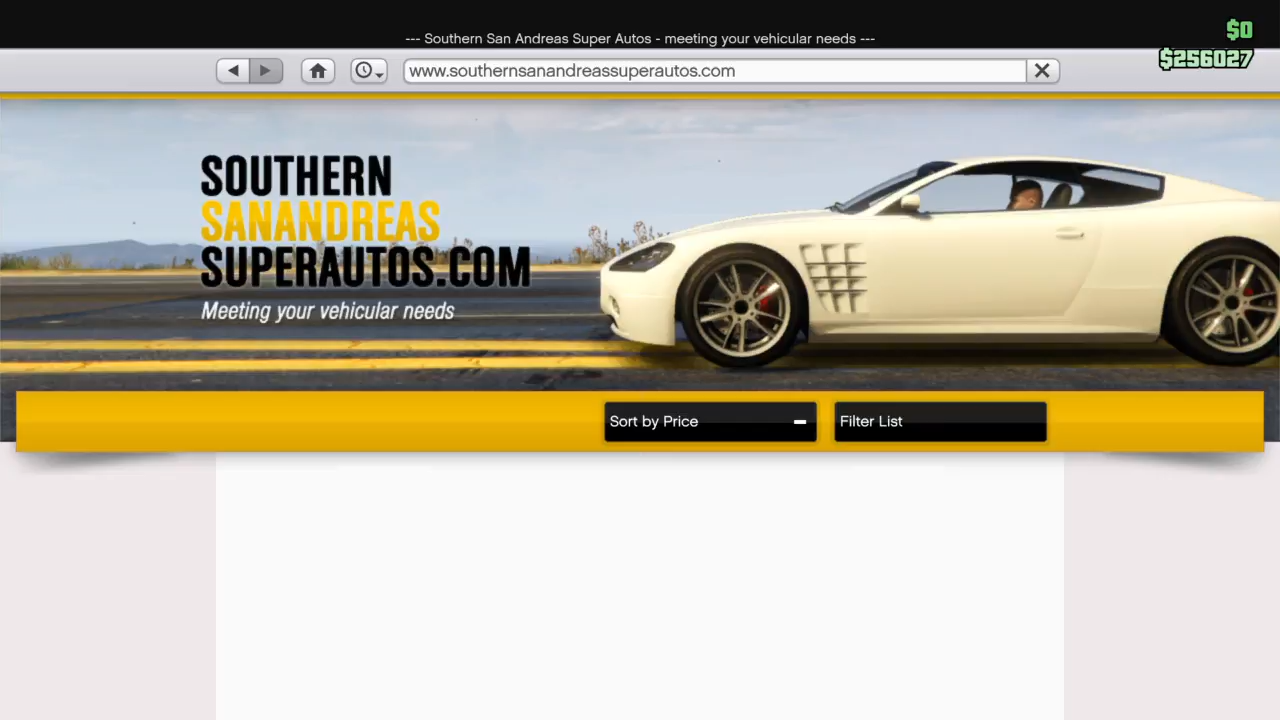 --- Southern San Andreas Super Autos - meeting your vehicular needs ---
$0
$256027
www.southernsanandreassuperautos.com
SOUTHERN
SANANDREAS
SUPERAUTOS.COM
Meeting your vehicular needs
Sort by Price
Filter List